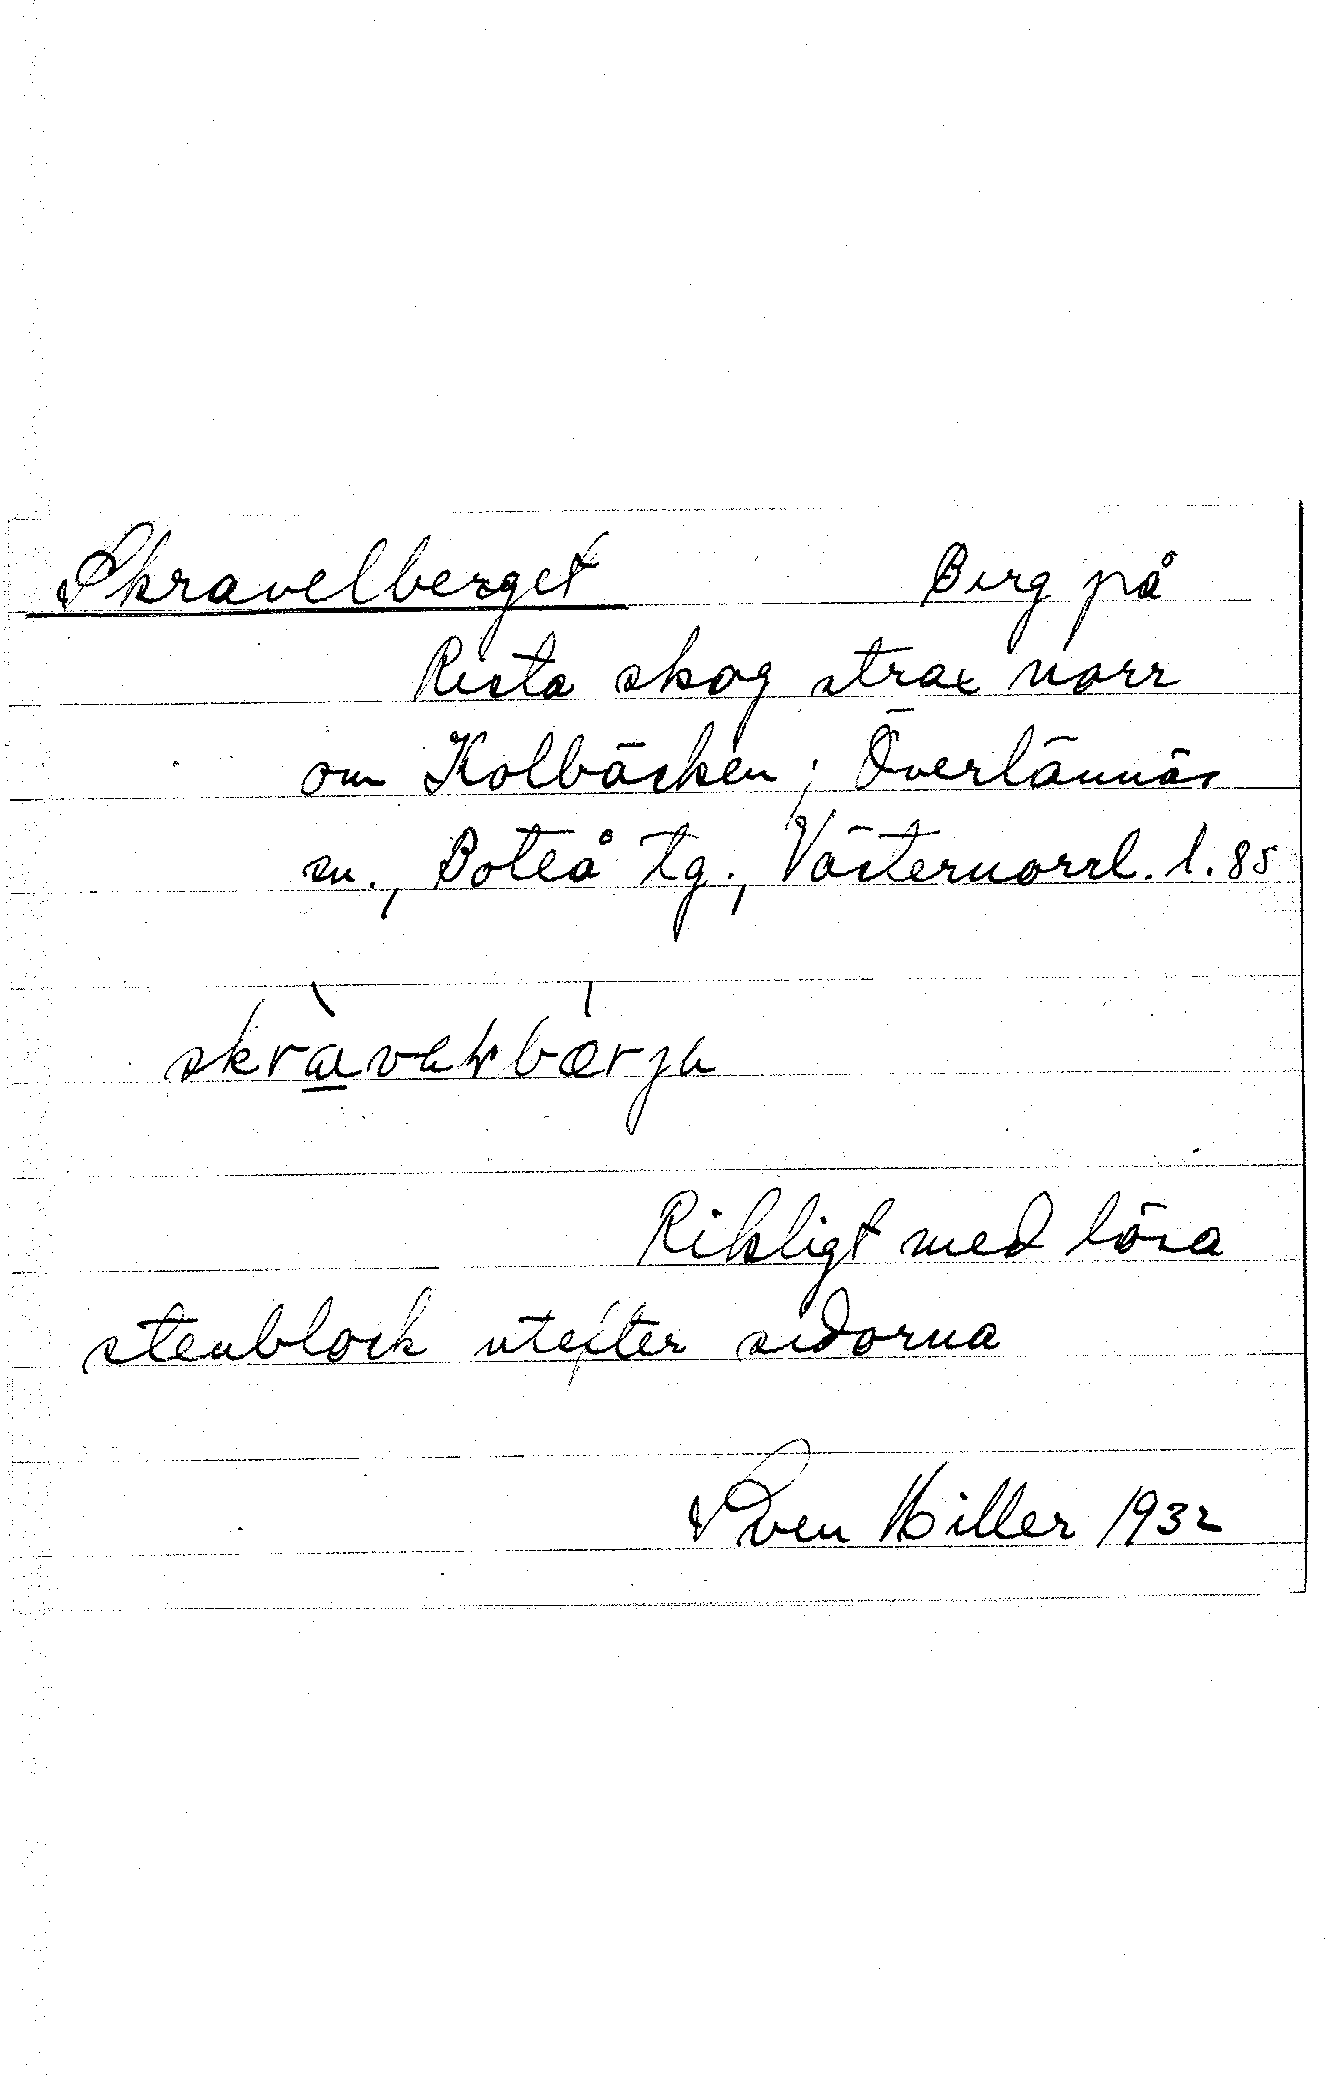 Skravelberget Berg på
Rista skog strax norr
om Kolbäcken; Överlännäs
sn., Boteå tg., Västernorrl. l. 85
Rikligt med lösa
stenblock utefter sidorna
Sven Hiller 1932